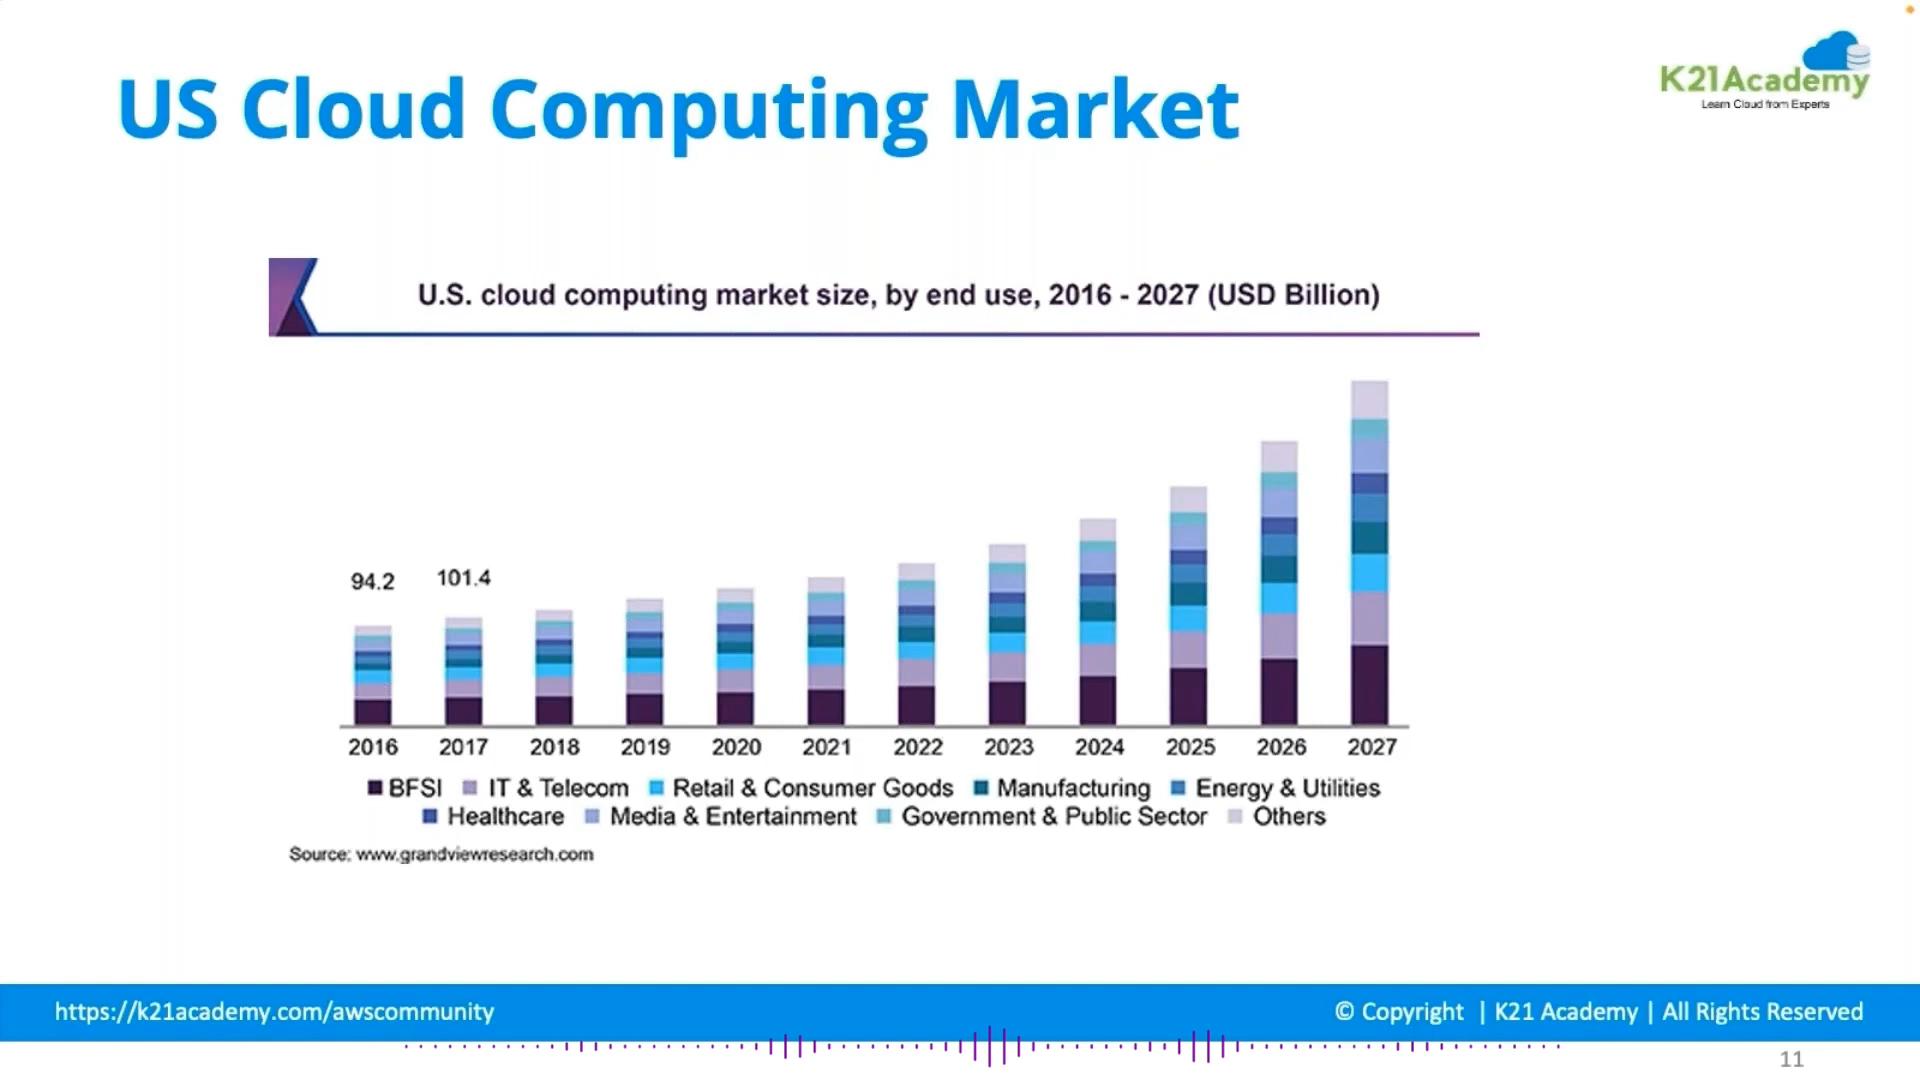 US Cloud Computing Market
K21Academy
Learn Cloud from Experts
U.S. cloud computing market size, by end use, 2016 - 2027 (USD Billion)
94.2 101.4
2016 2017 2018 2019 2020 2021 2022 2023 2024 2025 2026 2027
BFSI IT & Telecom Retail & Consumer Goods Manufacturing Energy & Utilities
Healthcare Media & Entertainment Government & Public Sector Others
Source: www.grandviewresearch.com
https://k21academy.com/awscommunity
© Copyright | K21 Academy | All Rights Reserved
11